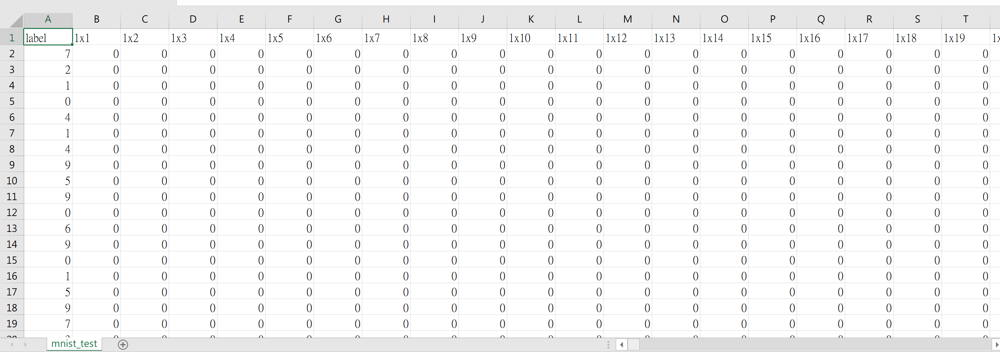 A B C D E F G H I J K L M N O P Q R S T
1 label 1x1 1x2 1x3 1x4 1x5 1x6 1x7 1x8 1x9 1x10 1x11 1x12 1x13 1x14 1x15 1x16 1x17 1x18 1x19
2 7 0 0 0 0 0 0 0 0 0 0 0 0 0 0 0 0 0 0 0
3 2 0 0 0 0 0 0 0 0 0 0 0 0 0 0 0 0 0 0 0
4 1 0 0 0 0 0 0 0 0 0 0 0 0 0 0 0 0 0 0 0
5 0 0 0 0 0 0 0 0 0 0 0 0 0 0 0 0 0 0 0 0
6 4 0 0 0 0 0 0 0 0 0 0 0 0 0 0 0 0 0 0 0
7 1 0 0 0 0 0 0 0 0 0 0 0 0 0 0 0 0 0 0 0
8 4 0 0 0 0 0 0 0 0 0 0 0 0 0 0 0 0 0 0 0
9 9 0 0 0 0 0 0 0 0 0 0 0 0 0 0 0 0 0 0 0
10 5 0 0 0 0 0 0 0 0 0 0 0 0 0 0 0 0 0 0 0
11 9 0 0 0 0 0 0 0 0 0 0 0 0 0 0 0 0 0 0 0
12 0 0 0 0 0 0 0 0 0 0 0 0 0 0 0 0 0 0 0 0
13 6 0 0 0 0 0 0 0 0 0 0 0 0 0 0 0 0 0 0 0
14 9 0 0 0 0 0 0 0 0 0 0 0 0 0 0 0 0 0 0 0
15 0 0 0 0 0 0 0 0 0 0 0 0 0 0 0 0 0 0 0 0
16 1 0 0 0 0 0 0 0 0 0 0 0 0 0 0 0 0 0 0 0
17 5 0 0 0 0 0 0 0 0 0 0 0 0 0 0 0 0 0 0 0
18 9 0 0 0 0 0 0 0 0 0 0 0 0 0 0 0 0 0 0 0
19 7 0 0 0 0 0 0 0 0 0 0 0 0 0 0 0 0 0 0 0
mnist_test